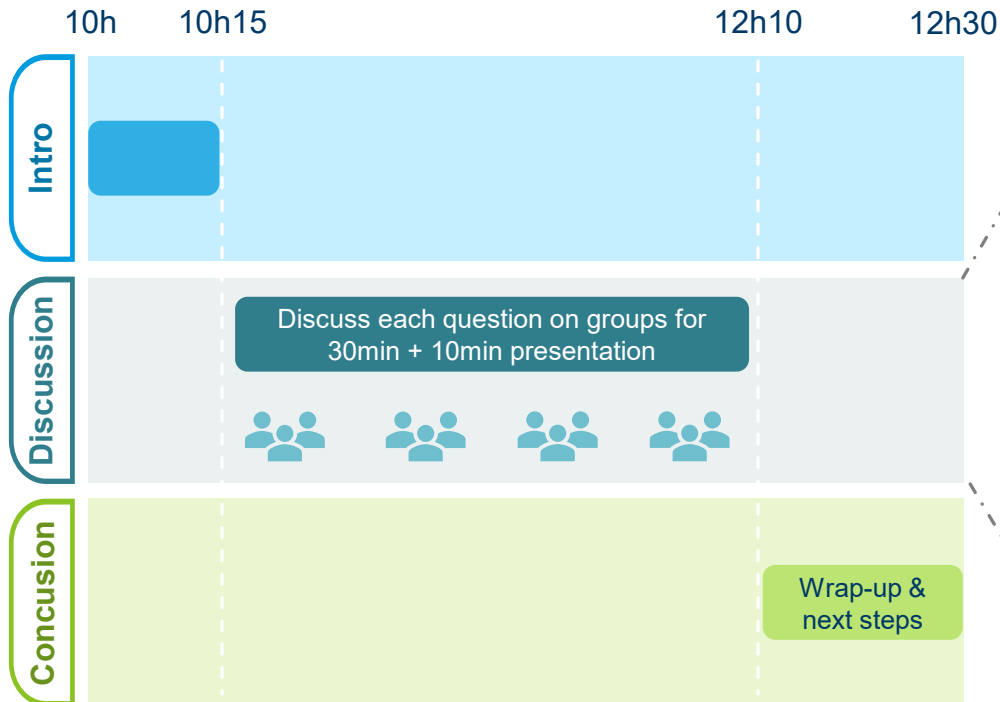 10h
10h15
12h10
12h30
Intro
Discussion
Discuss each question on groups for
30min + 10min presentation
Concusion
Wrap-up &
next steps